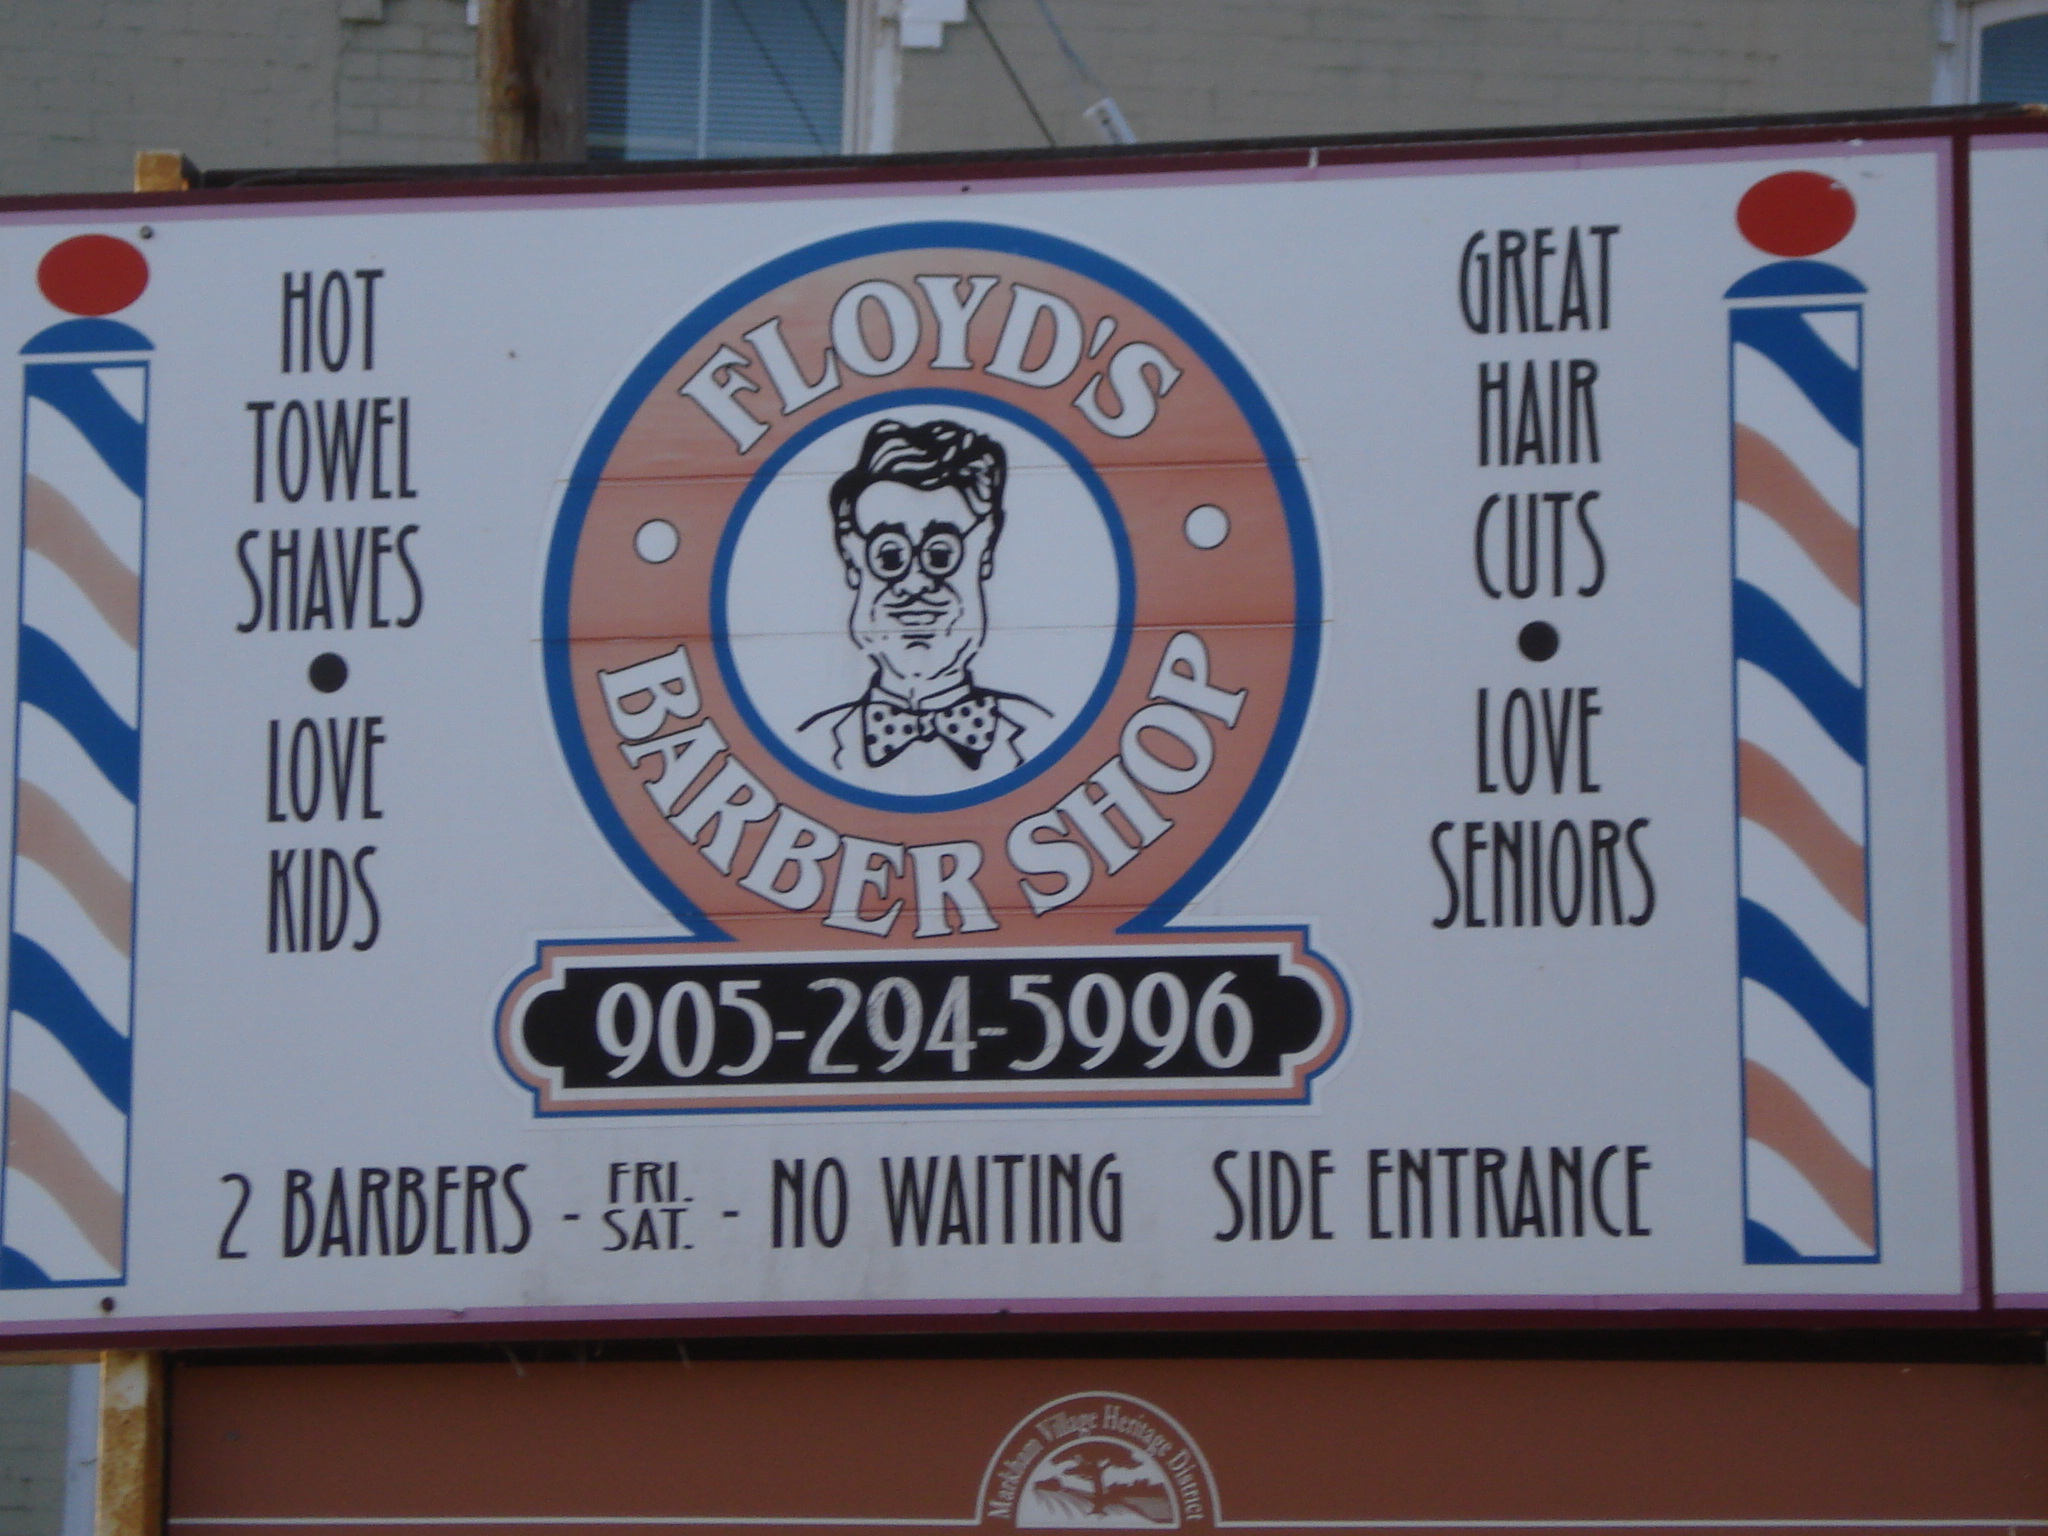 FLOYD'S
BARBER SHOP
905-294-5996
HOT
TOWEL
SHAVES
•
LOVE
KIDS
GREAT
HAIR
CUTS
•
LOVE
SENIORS
2 BARBERS - FRI. SAT. - NO WAITING SIDE ENTRANCE
Markham Village Heritage District